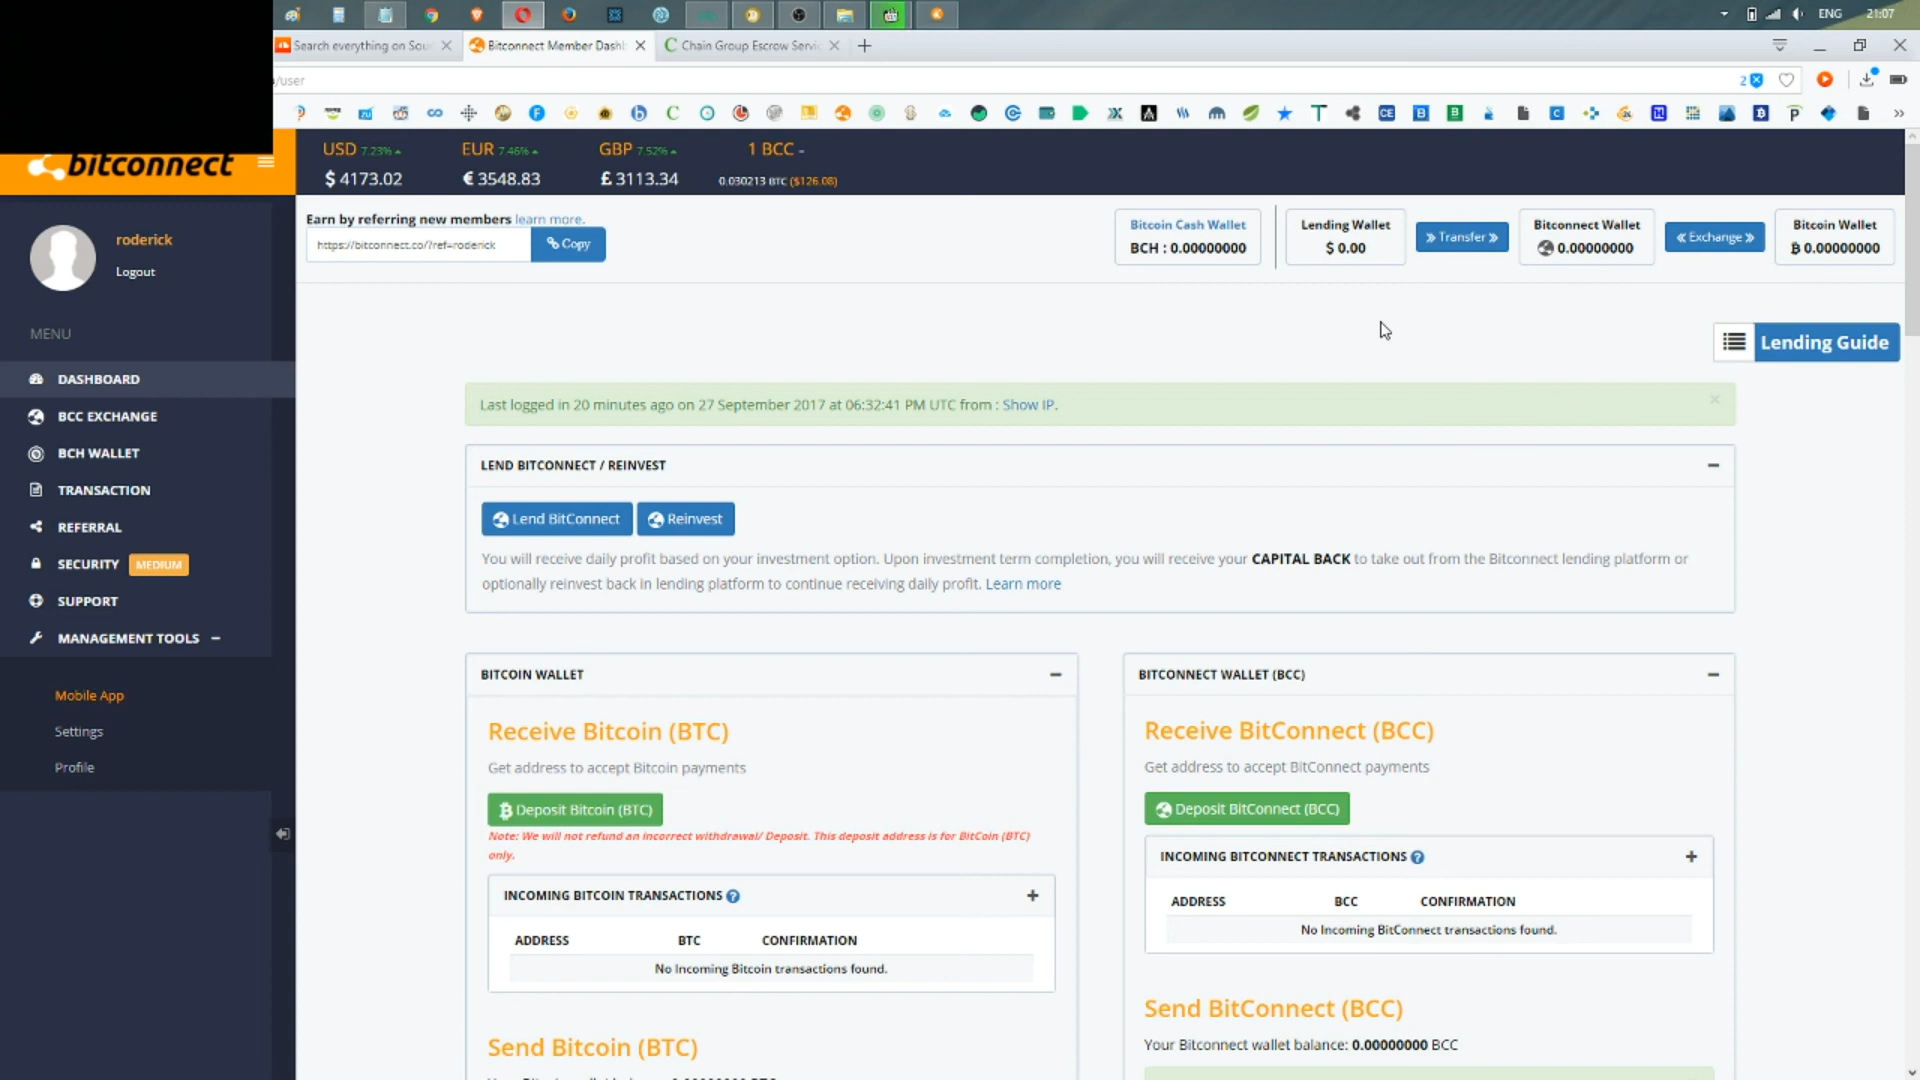 ENG 21:07
Search everything on Sou
Bitconnect Member Dashb
Chain Group Escrow Servic
/user
2
bitconnect
USD 7.23%
EUR 7.46%
GBP 7.52%
1 BCC -
$ 4173.02
€ 3548.83
£ 3113.34
0.030213 BTC ($126.08)
roderick
Logout
MENU
DASHBOARD
BCC EXCHANGE
BCH WALLET
TRANSACTION
REFERRAL
SECURITY MEDIUM
SUPPORT
MANAGEMENT TOOLS −
Mobile App
Settings
Profile
Earn by referring new members learn more.
https://bitconnect.co/?ref=roderick
Copy
Bitcoin Cash Wallet
BCH : 0.00000000
Lending Wallet
$ 0.00
Transfer
Bitconnect Wallet
0.00000000
Exchange
Bitcoin Wallet
0.00000000
Lending Guide
Last logged in 20 minutes ago on 27 September 2017 at 06:32:41 PM UTC from : Show IP.
LEND BITCONNECT / REINVEST
Lend BitConnect
Reinvest
You will receive daily profit based on your investment option. Upon investment term completion, you will receive your CAPITAL BACK to take out from the Bitconnect lending platform or
optionally reinvest back in lending platform to continue receiving daily profit. Learn more
BITCOIN WALLET
Receive Bitcoin (BTC)
Get address to accept Bitcoin payments
Deposit Bitcoin (BTC)
Note: We will not refund an incorrect withdrawal/ Deposit. This deposit address is for BitCoin (BTC)
only.
INCOMING BITCOIN TRANSACTIONS
ADDRESS BTC CONFIRMATION
No Incoming Bitcoin transactions found.
Send Bitcoin (BTC)
BITCONNECT WALLET (BCC)
Receive BitConnect (BCC)
Get address to accept BitConnect payments
Deposit BitConnect (BCC)
INCOMING BITCONNECT TRANSACTIONS
ADDRESS BCC CONFIRMATION
No Incoming BitConnect transactions found.
Send BitConnect (BCC)
Your Bitconnect wallet balance: 0.00000000 BCC